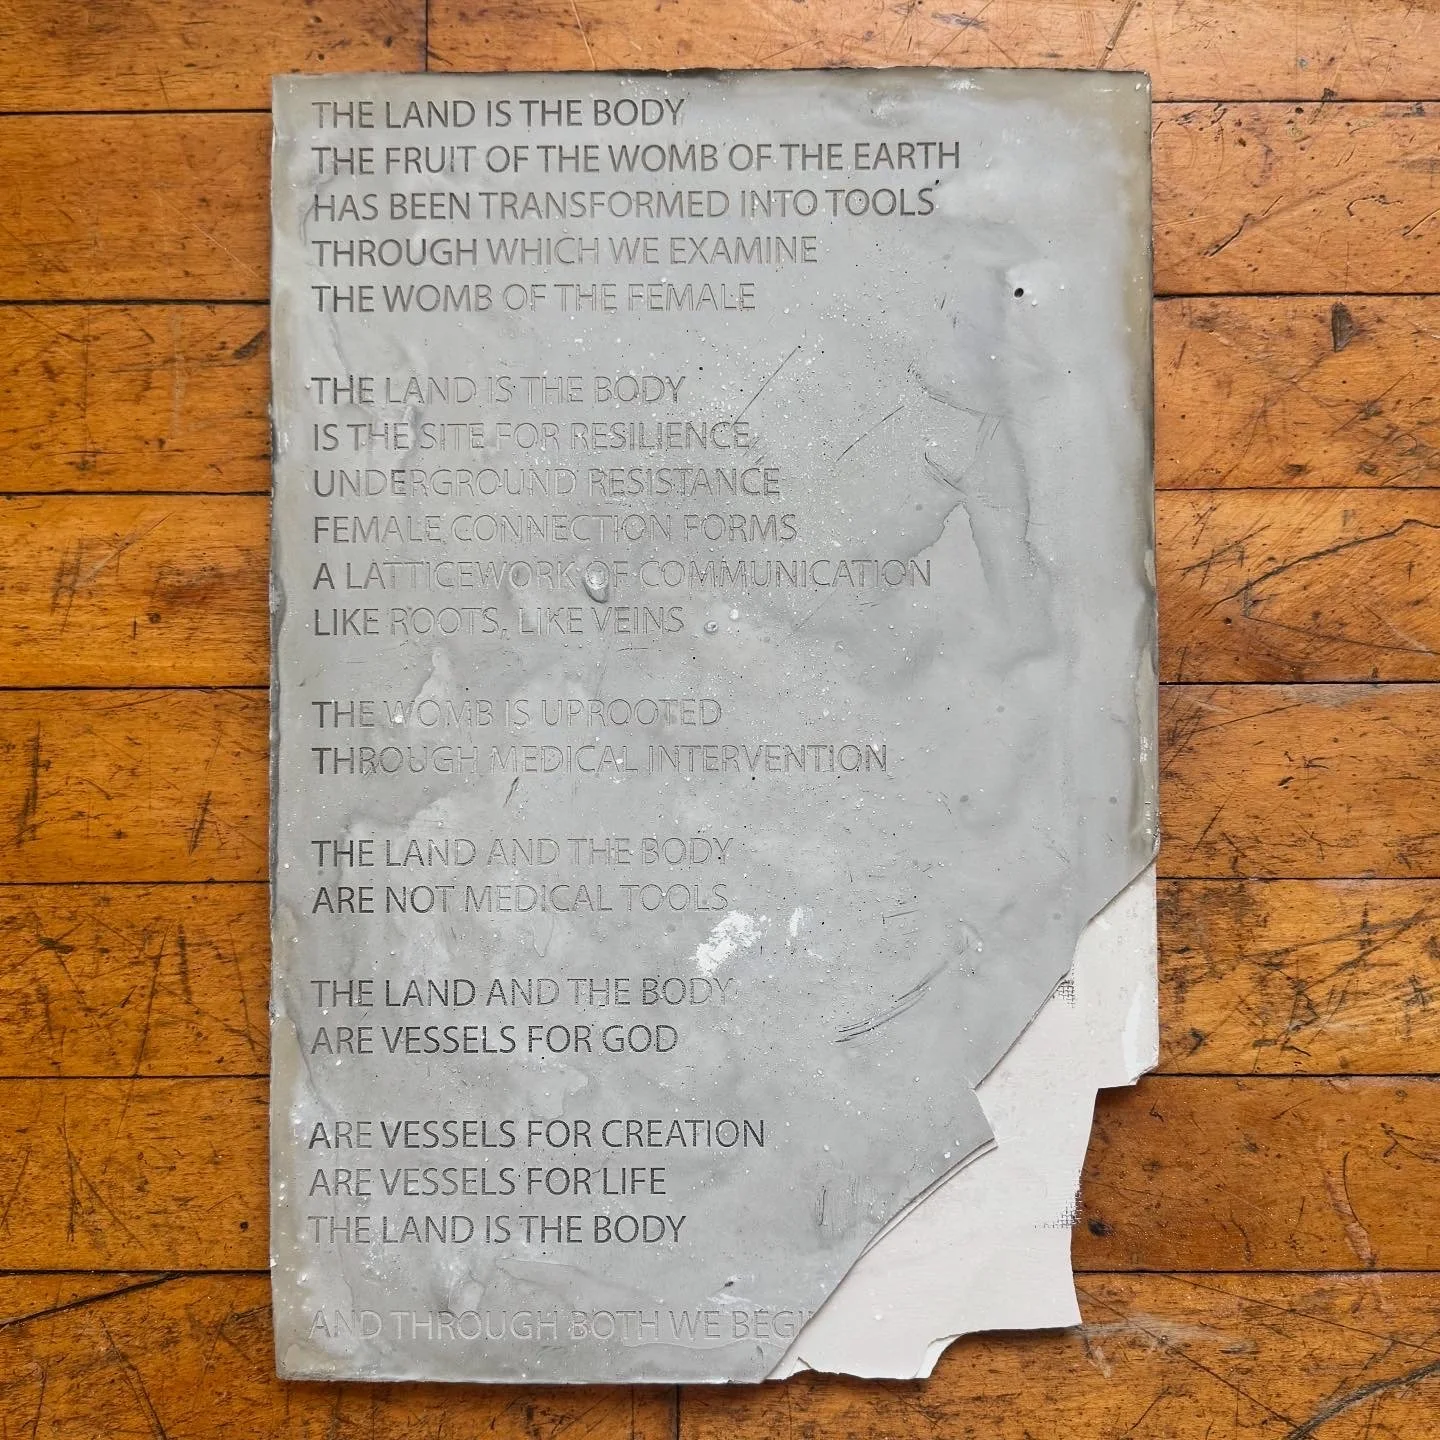 THE LAND IS THE BODY
THE FRUIT OF THE WOMB OF THE EARTH
HAS BEEN TRANSFORMED INTO TOOLS
THROUGH WHICH WE EXAMINE
THE WOMB OF THE FEMALE
THE LAND IS THE BODY
IS THE SITE FOR RESILIENCE
UNDERGROUND RESISTANCE
FEMALE CONNECTION FORMS
A LATTICEWORK OF COMMUNICATION
LIKE ROOTS, LIKE VEINS
THE WOMB IS UPROOTED
THROUGH MEDICAL INTERVENTION
THE LAND AND THE BODY
ARE NOT MEDICAL TOOLS
THE LAND AND THE BODY
ARE VESSELS FOR GOD
ARE VESSELS FOR CREATION
ARE VESSELS FOR LIFE
THE LAND IS THE BODY
AND THROUGH BOTH WE BEGI